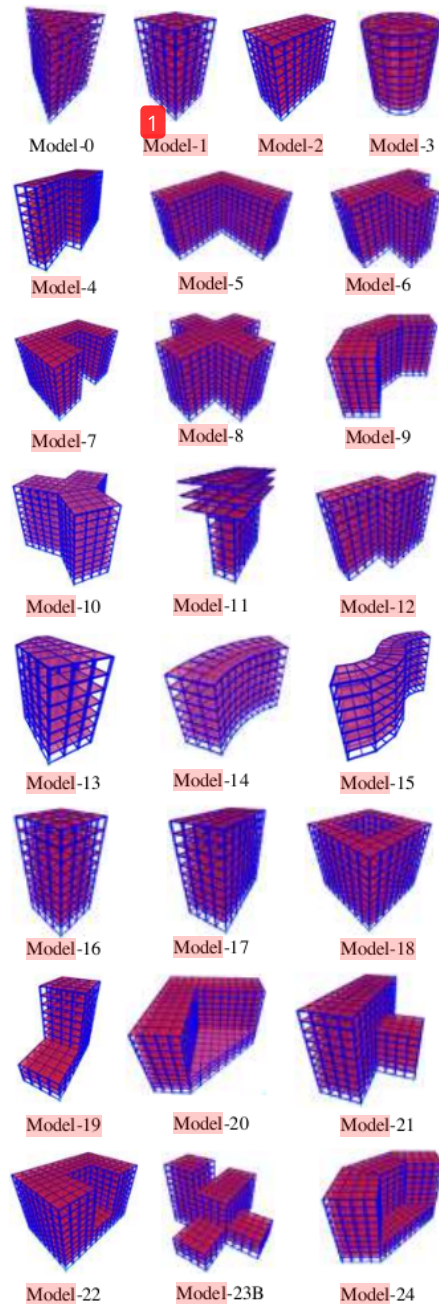 1
Model-0 Model-1 Model-2 Model-3
Model-4 Model-5 Model-6
Model-7 Model-8 Model-9
Model-10 Model-11 Model-12
Model-13 Model-14 Model-15
Model-16 Model-17 Model-18
Model-19 Model-20 Model-21
Model-22 Model-23B Model-24